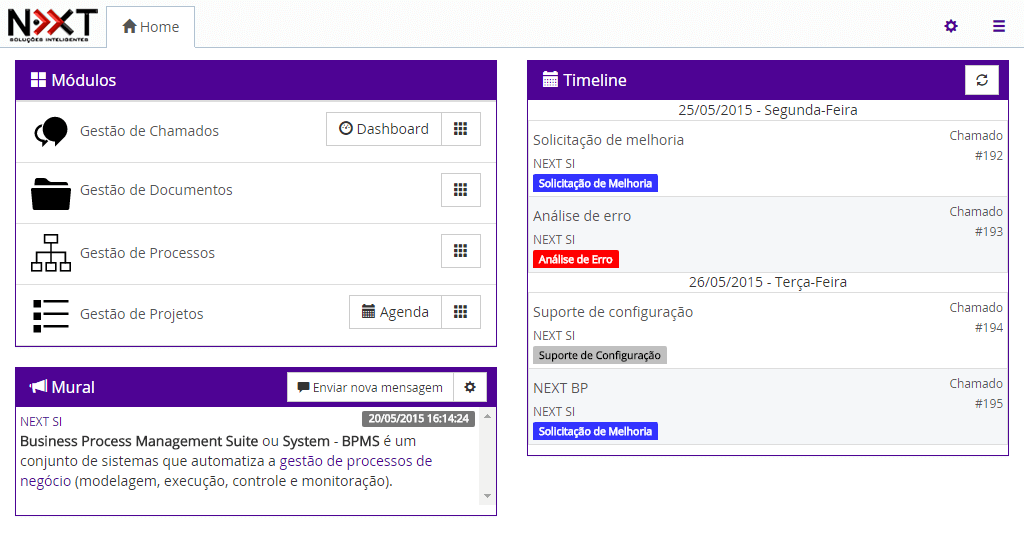 NEXT
SOLUÇÕES INTELIGENTES
Home
Módulos
Gestão de Chamados
Dashboard
Gestão de Documentos
Gestão de Processos
Gestão de Projetos
Agenda
Mural
Enviar nova mensagem
NEXT SI
20/05/2015 16:14:24
Business Process Management Suite ou System - BPMS é um
conjunto de sistemas que automatiza a gestão de processos de
negócio (modelagem, execução, controle e monitoração).
Timeline
25/05/2015 - Segunda-Feira
Solicitação de melhoria
Chamado
NEXT SI
#192
Solicitação de Melhoria
Análise de erro
Chamado
NEXT SI
#193
Análise de Erro
26/05/2015 - Terça-Feira
Suporte de configuração
Chamado
NEXT SI
#194
Suporte de Configuração
NEXT BP
Chamado
NEXT SI
#195
Solicitação de Melhoria